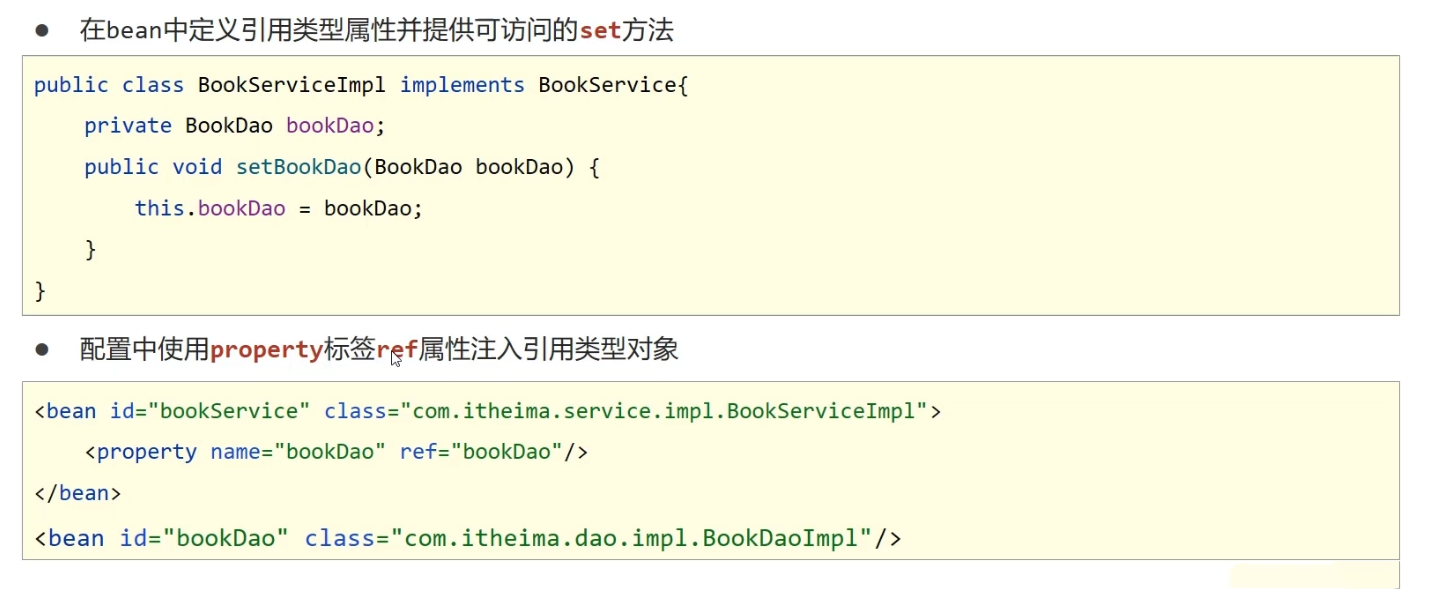 ● 在bean中定义引用类型属性并提供可访问的set方法
public class BookServiceImpl implements BookService{
    private BookDao bookDao;
    public void setBookDao(BookDao bookDao) {
        this.bookDao = bookDao;
    }
}
● 配置中使用property标签ref属性注入引用类型对象
<bean id="bookService" class="com.itheima.service.impl.BookServiceImpl">
    <property name="bookDao" ref="bookDao"/>
</bean>
<bean id="bookDao" class="com.itheima.dao.impl.BookDaoImpl"/>